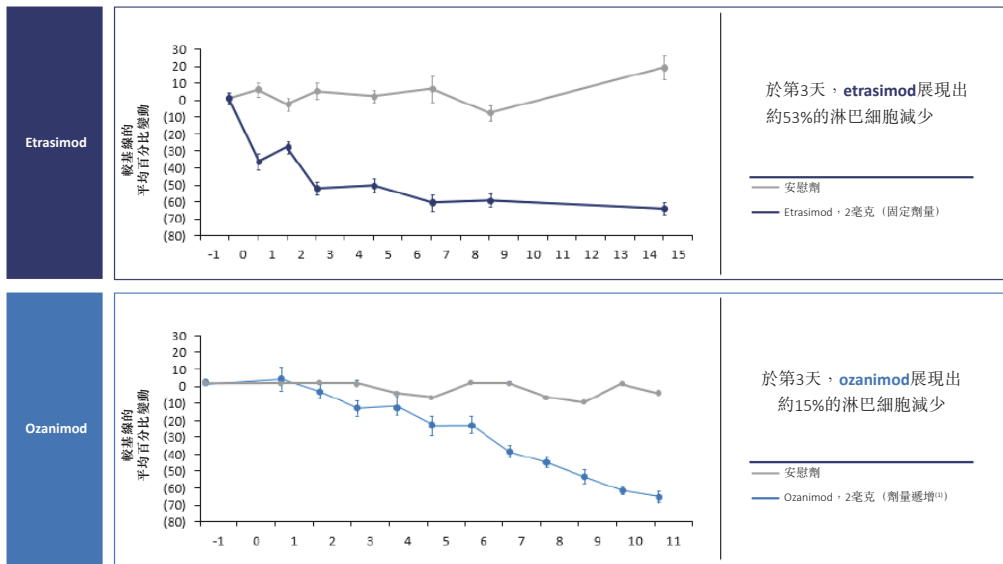 Etrasimod
較基線的
平均百分比變動
30
20
10
0
(10)
(20)
(30)
(40)
(50)
(60)
(70)
(80)
-1 0 1 2 3 4 5 6 7 8 9 10 11 12 13 14 15
於第3天，etrasimod展現出
約53%的淋巴細胞減少
安慰劑
Etrasimod，2毫克（固定劑量）
Ozanimod
較基線的
平均百分比變動
30
20
10
0
(10)
(20)
(30)
(40)
(50)
(60)
(70)
(80)
-1 0 1 2 3 4 5 6 7 8 9 10 11
於第3天，ozanimod展現出
約15%的淋巴細胞減少
安慰劑
Ozanimod，2毫克（劑量遞增(1)）